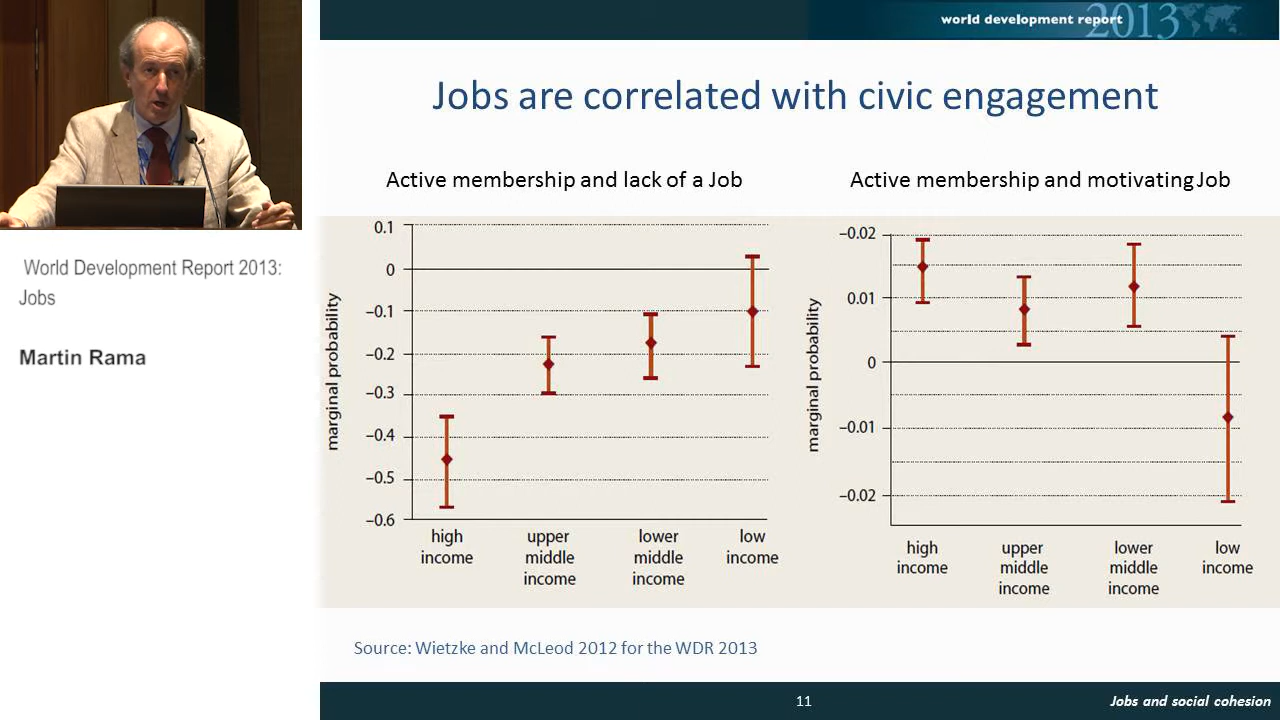 world development report 2013
Jobs are correlated with civic engagement
World Development Report 2013:
Jobs
Martin Rama
Active membership and lack of a Job
marginal probability
0.1
0
–0.1
–0.2
–0.3
–0.4
–0.5
–0.6
high
income
upper
middle
income
lower
middle
income
low
income
Active membership and motivating Job
marginal probability
–0.02
0.01
0
–0.01
–0.02
high
income
upper
middle
income
lower
middle
income
low
income
Source: Wietzke and McLeod 2012 for the WDR 2013
11
Jobs and social cohesion